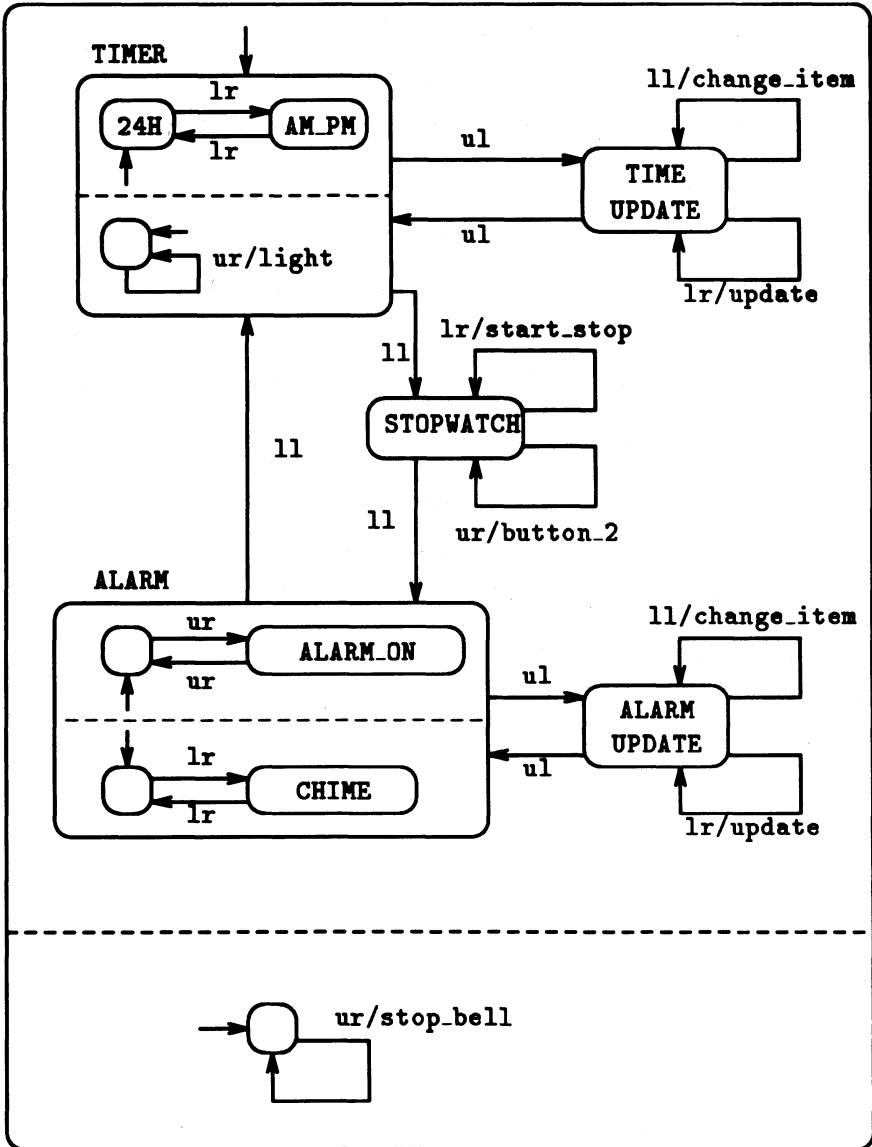 TIMER
lr
24H
AM_PM
lr
ur/light
ul
ul
ll/change_item
TIME
UPDATE
lr/update
ll
lr/start_stop
STOPWATCH
ur/button_2
ll
ll
ALARM
ur
ALARM_ON
ur
lr
CHIME
lr
ul
ul
ll/change_item
ALARM
UPDATE
lr/update
ur/stop_bell